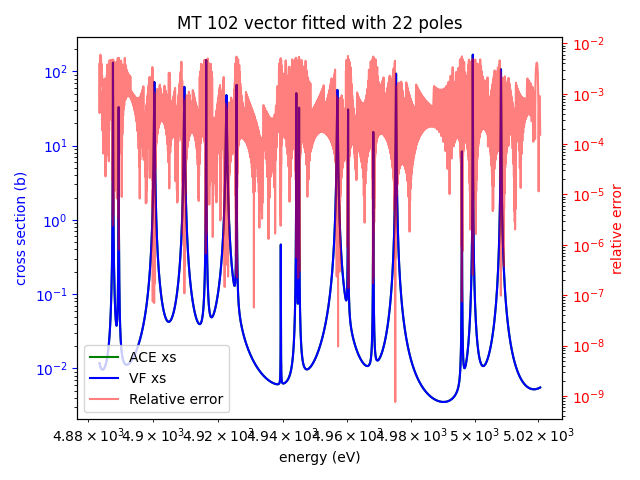 MT 102 vector fitted with 22 poles
10²
10¹
10⁰
10⁻¹
10⁻²
cross section (b)
10⁻²
10⁻³
10⁻⁴
10⁻⁵
10⁻⁶
10⁻⁷
10⁻⁸
10⁻⁹
relative error
ACE xs
VF xs
Relative error
4.88 × 10³ 4.9 × 10³ 4.92 × 10³ 4.94 × 10³ 4.96 × 10³ 4.98 × 10³ 5 × 10³ 5.02 × 10³
energy (eV)